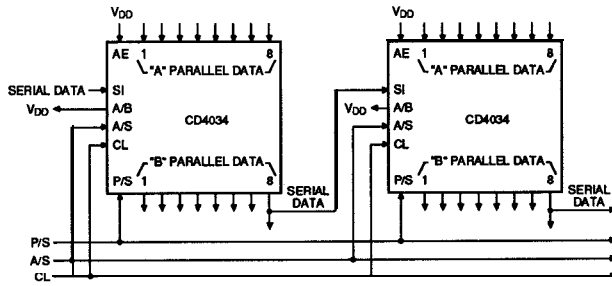 VDD
VDD
AE 1 8
"A" PARALLEL DATA
AE 1 8
"A" PARALLEL DATA
SERIAL DATA
SI
VDD
A/B
CD4034
A/S
CL
"B" PARALLEL DATA
P/S 1 8
SERIAL DATA
SI
VDD
A/B
CD4034
A/S
CL
"B" PARALLEL DATA
P/S 1 8
SERIAL DATA
P/S
A/S
CL